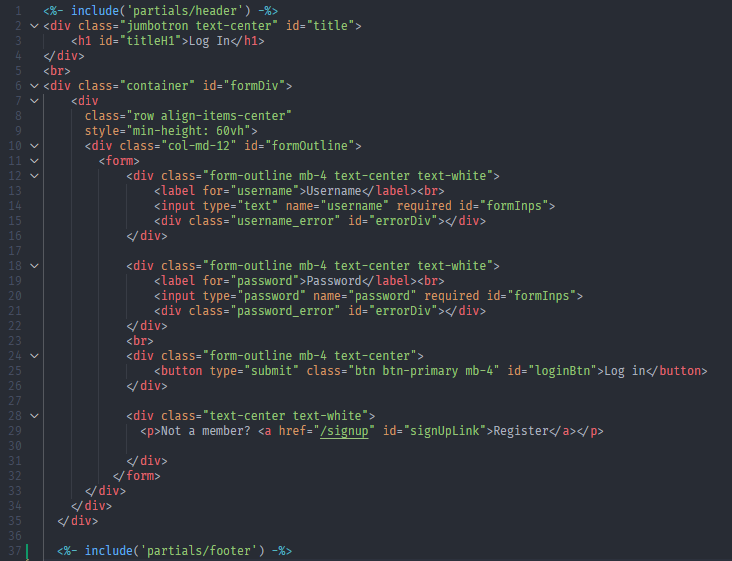 1 <%- include('partials/header') -%>
2 <div class="jumbotron text-center" id="title">
3     <h1 id="titleH1">Log In</h1>
4 </div>
5 <br>
6 <div class="container" id="formDiv">
7     <div
8       class="row align-items-center"
9       style="min-height: 60vh">
10       <div class="col-md-12" id="formOutline">
11         <form>
12             <div class="form-outline mb-4 text-center text-white">
13                 <label for="username">Username</label><br>
14                 <input type="text" name="username" required id="formInps">
15                 <div class="username_error" id="errorDiv"></div>
16             </div>
17
18             <div class="form-outline mb-4 text-center text-white">
19                 <label for="password">Password</label><br>
20                 <input type="password" name="password" required id="formInps">
21                 <div class="password_error" id="errorDiv"></div>
22             </div>
23             <br>
24             <div class="form-outline mb-4 text-center">
25                 <button type="submit" class="btn btn-primary mb-4" id="loginBtn">Log in</button>
26             </div>
27
28             <div class="text-center text-white">
29               <p>Not a member? <a href="/signup" id="signUpLink">Register</a></p>
30
31             </div>
32           </form>
33       </div>
34     </div>
35   </div>
36
37   <%- include('partials/footer') -%>